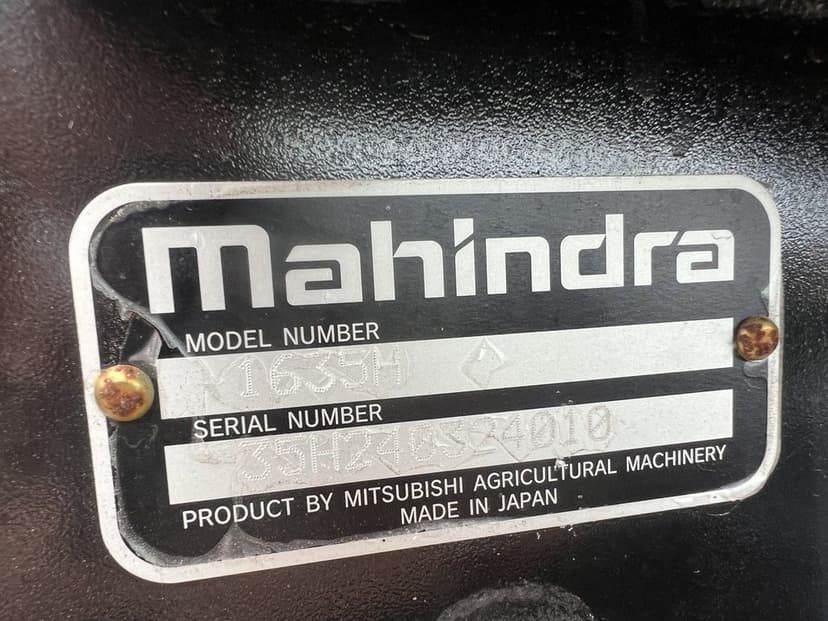 mahindra
MODEL NUMBER
1635H
SERIAL NUMBER
35H240324010
PRODUCT BY MITSUBISHI AGRICULTURAL MACHINERY
MADE IN JAPAN